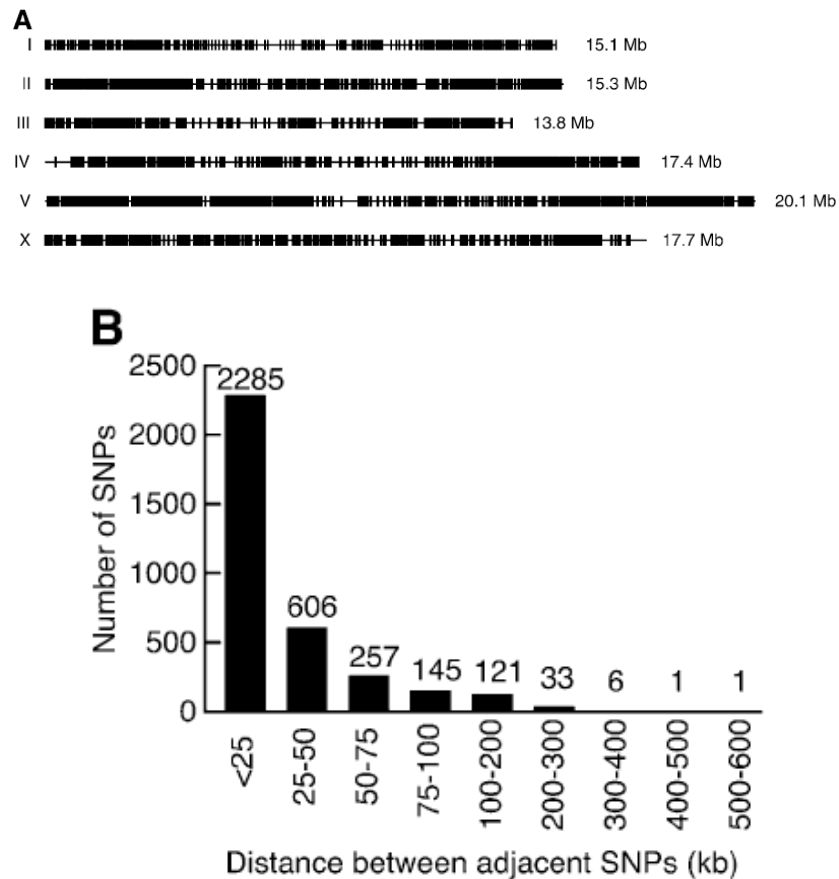 A
I 15.1 Mb
II 15.3 Mb
III 13.8 Mb
IV 17.4 Mb
V 20.1 Mb
X 17.7 Mb
B
Number of SNPs
2500
2000
1500
1000
500
0
2285
606
257
145
121
33
6
1
1
<25
25-50
50-75
75-100
100-200
200-300
300-400
400-500
500-600
Distance between adjacent SNPs (kb)